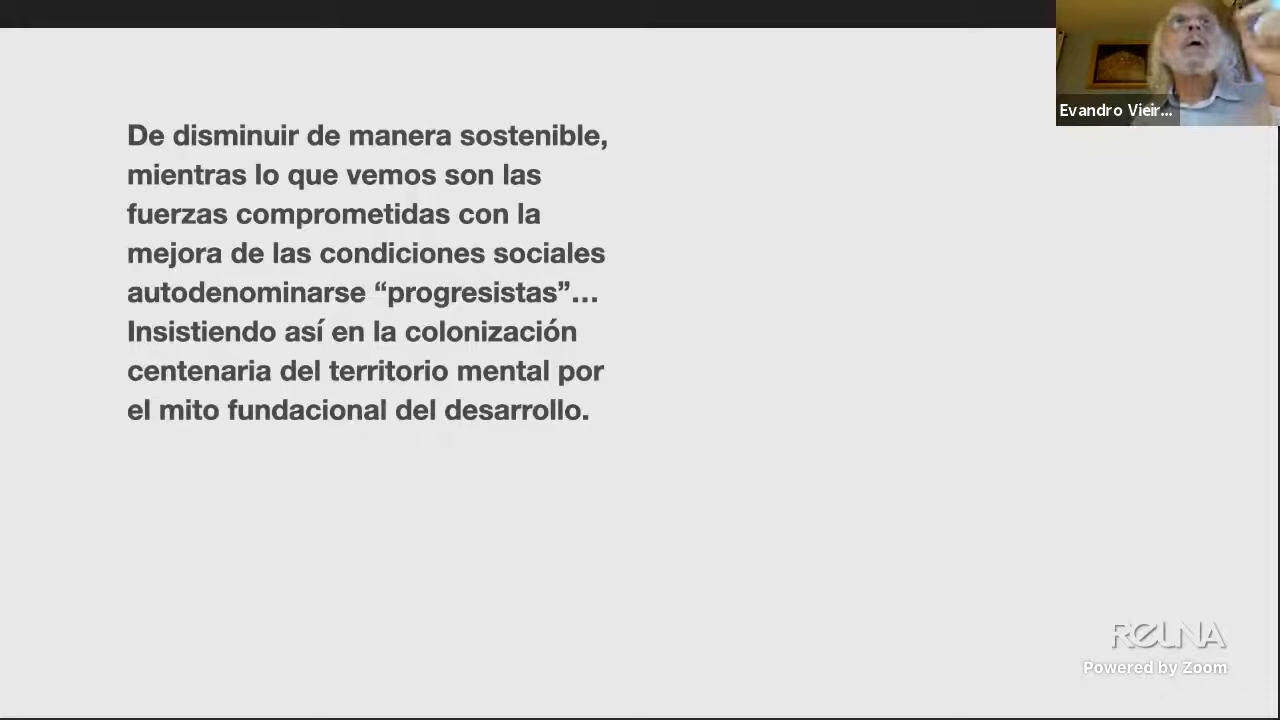 Evandro Vieir...
De disminuir de manera sostenible,
mientras lo que vemos son las
fuerzas comprometidas con la
mejora de las condiciones sociales
autodenominarse “progresistas”...
Insistiendo así en la colonización
centenaria del territorio mental por
el mito fundacional del desarrollo.
REUNA
Powered by Zoom